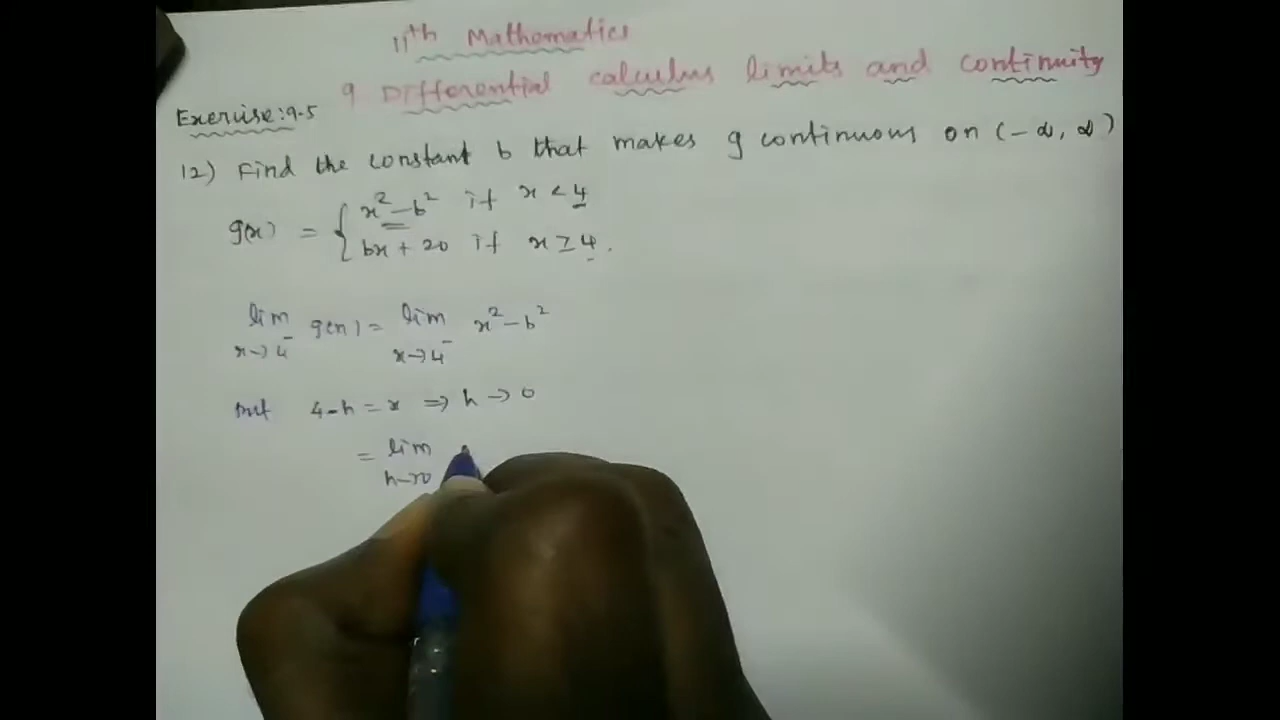 11th Mathematics
9 Differential calculus limits and continuity
Exercise: 9.5
12) Find the constant b that makes g continuous on (-∞, ∞)
g(x) = { x² - b² if x < 4
bx + 20 if x ≥ 4.
lim x→4⁻ g(x) = lim x→4⁻ x² - b²
put 4-h = x ⇒ h → 0
= lim h→0